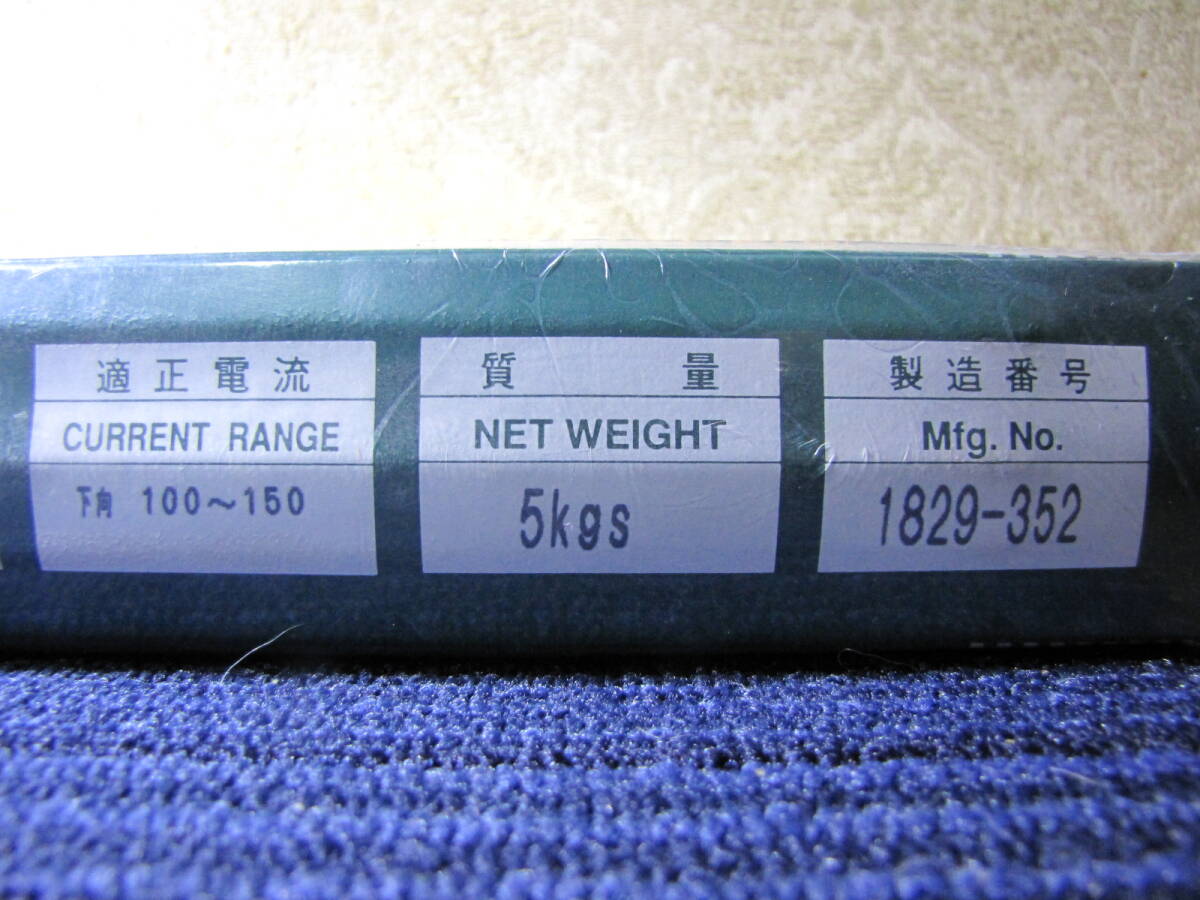 適正電流
CURRENT RANGE
下向 100～150
質量
NET WEIGHT
5kgs
製造番号
Mfg. No.
1829-352